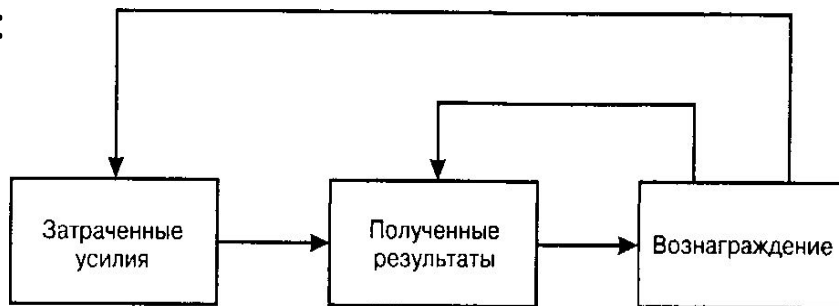 Затраченные
усилия
Полученные
результаты
Вознаграждение